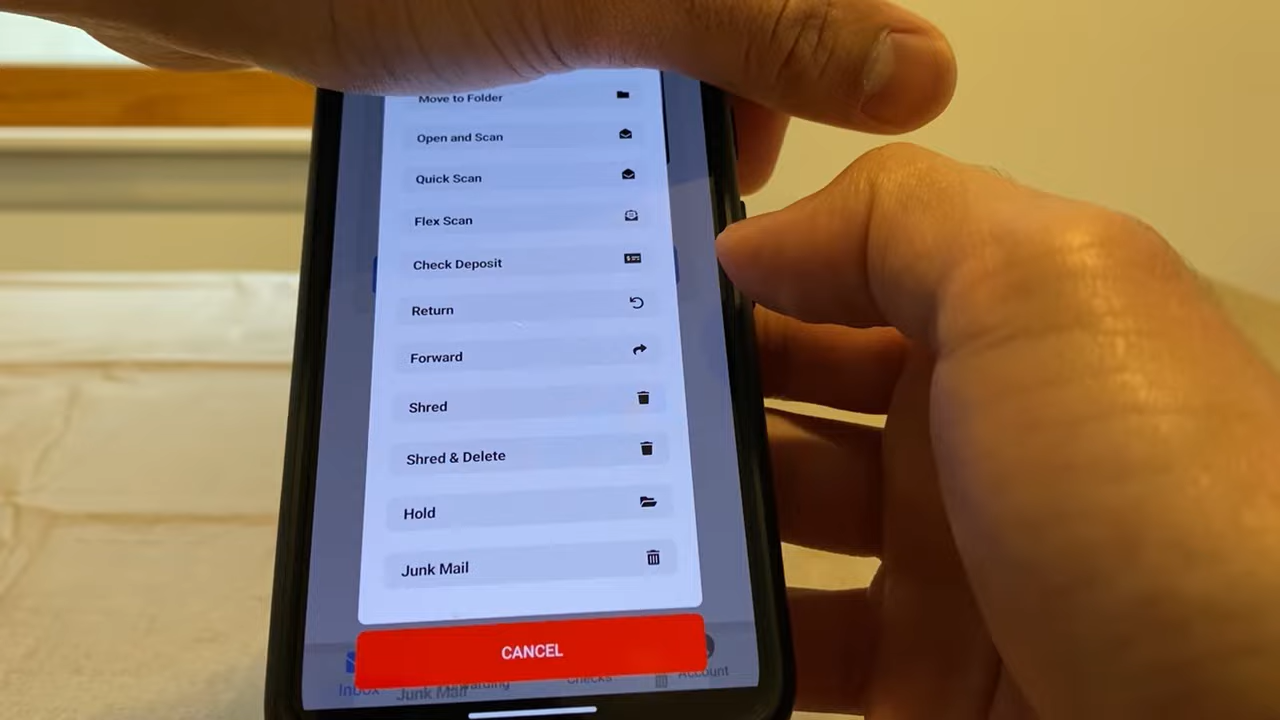 Move to Folder
Open and Scan
Quick Scan
Flex Scan
Check Deposit
Return
Forward
Shred
Shred & Delete
Hold
Junk Mail
CANCEL
Inbox
Junk Mail
Checks
Account